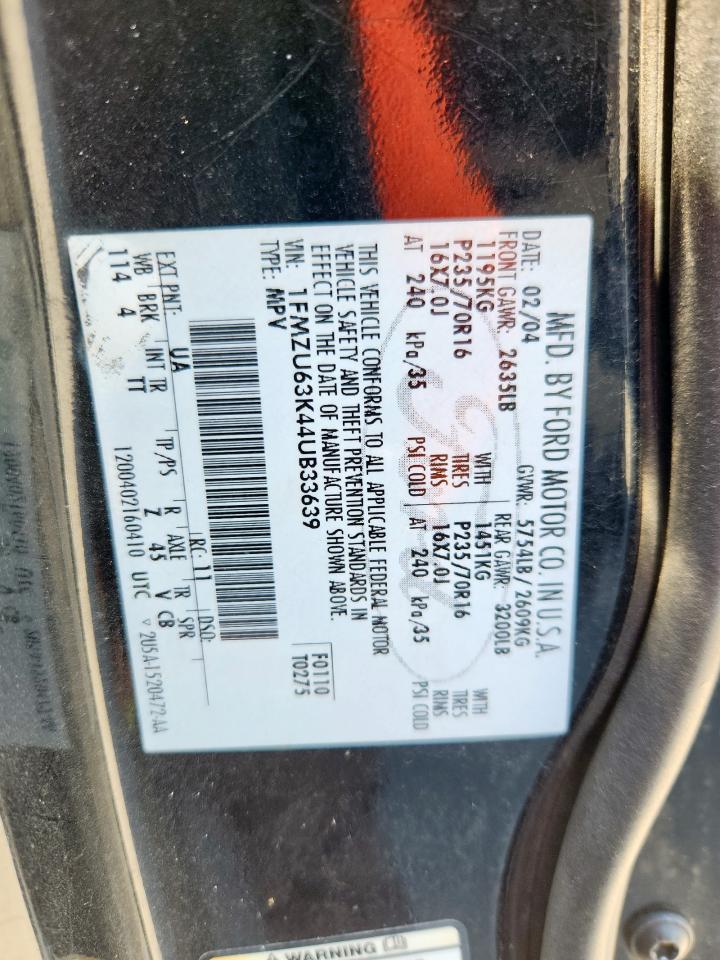 MFD. BY FORD MOTOR CO. IN U.S.A.
DATE: 02/04 GVWR: 5754LB / 2609KG
FRONT GAWR: 2635LB REAR GAWR: 3200LB
1195KG WITH 1451KG WITH
P235/70R16 TIRES P235/70R16 TIRES
16X7.0J RIMS 16X7.0J RIMS
AT 240 kPa/35 PSI COLD AT 240 kPa/35 PSI COLD
THIS VEHICLE CONFORMS TO ALL APPLICABLE FEDERAL MOTOR
VEHICLE SAFETY AND THEFT PREVENTION STANDARDS IN
EFFECT ON THE DATE OF MANUFACTURE SHOWN ABOVE.
VIN: 1FMZU63K44UB33639 F0110
TYPE: MPV T0275
EXT PNT: UA RC: 11 DSO:
WB BRK INT TR TP/PS R AXLE TR SPR
114 4 TT Z 45 V CB
1200402160410 UTC ▽ 2U5A-1520472-AA
WARNING